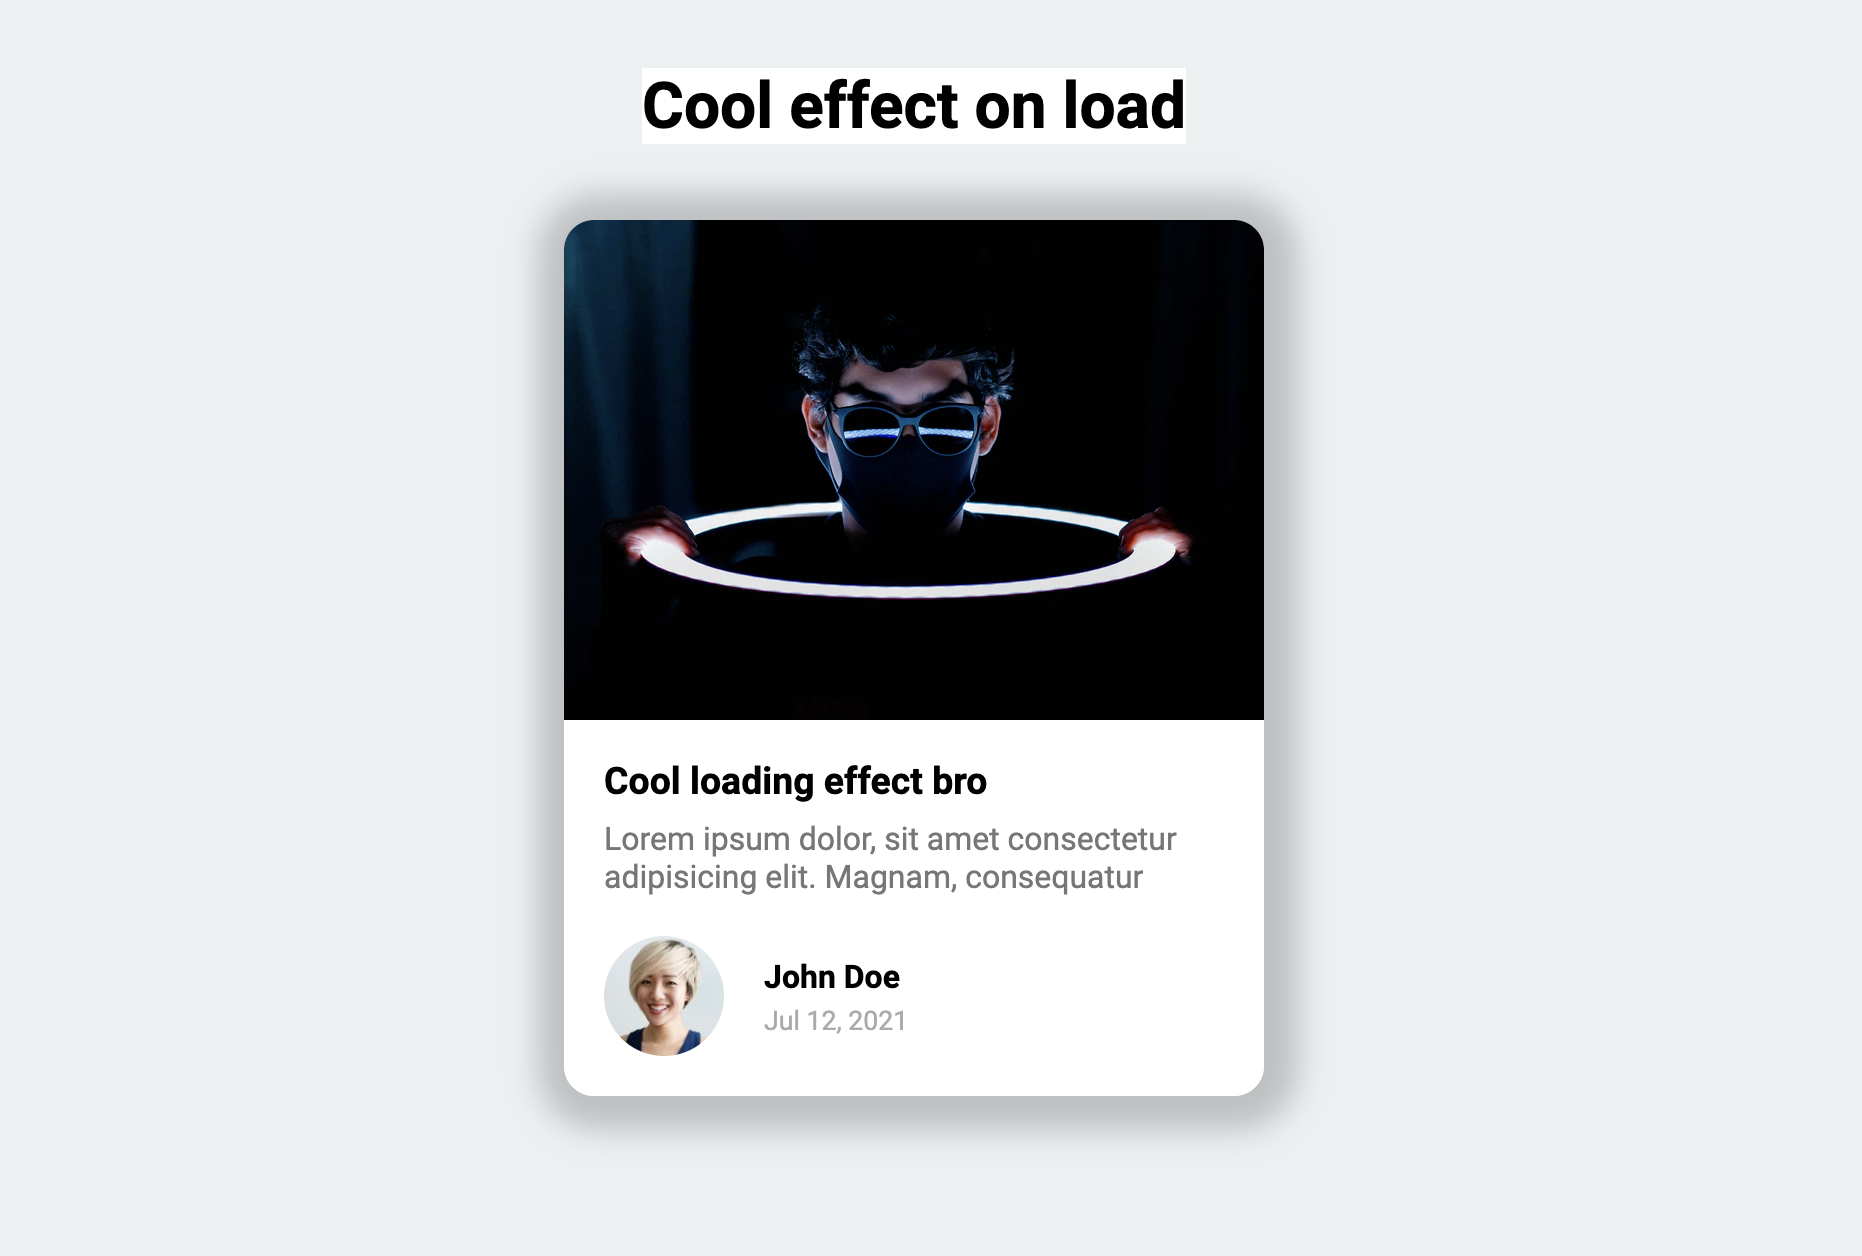 Cool effect on load
Cool loading effect bro
Lorem ipsum dolor, sit amet consectetur
adipisicing elit. Magnam, consequatur
John Doe
Jul 12, 2021